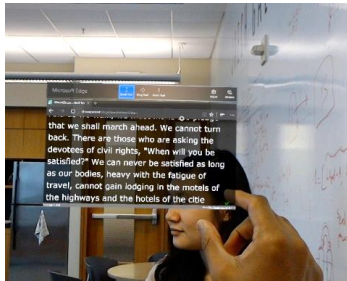 Microsoft Edge
that we shall march ahead. We cannot turn
back. There are those who are asking the
devotees of civil rights, "When will you be
satisfied?" We can never be satisfied as long
as our bodies, heavy with the fatigue of
travel, cannot gain lodging in the motels of
the highways and the hotels of the citie